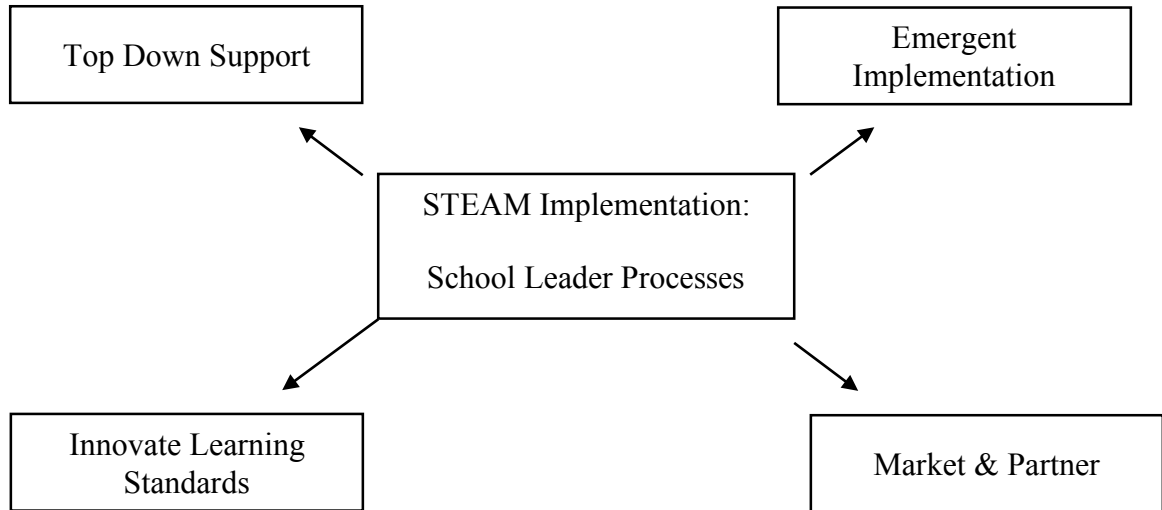 Top Down Support
Emergent
Implementation
STEAM Implementation:
School Leader Processes
Innovate Learning
Standards
Market & Partner